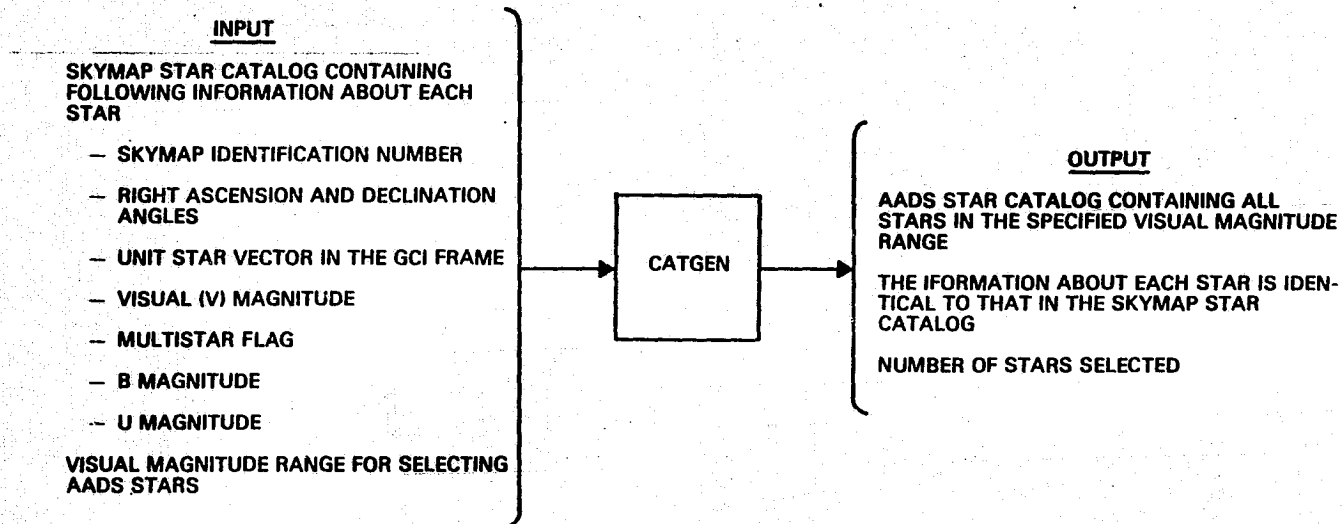 INPUT
SKYMAP STAR CATALOG CONTAINING
FOLLOWING INFORMATION ABOUT EACH
STAR
— SKYMAP IDENTIFICATION NUMBER
— RIGHT ASCENSION AND DECLINATION
ANGLES
— UNIT STAR VECTOR IN THE GCI FRAME
— VISUAL (V) MAGNITUDE
— MULTISTAR FLAG
— B MAGNITUDE
— U MAGNITUDE
VISUAL MAGNITUDE RANGE FOR SELECTING
AADS STARS
CATGEN
OUTPUT
AADS STAR CATALOG CONTAINING ALL
STARS IN THE SPECIFIED VISUAL MAGNITUDE
RANGE
THE IFORMATION ABOUT EACH STAR IS IDEN-
TICAL TO THAT IN THE SKYMAP STAR
CATALOG
NUMBER OF STARS SELECTED